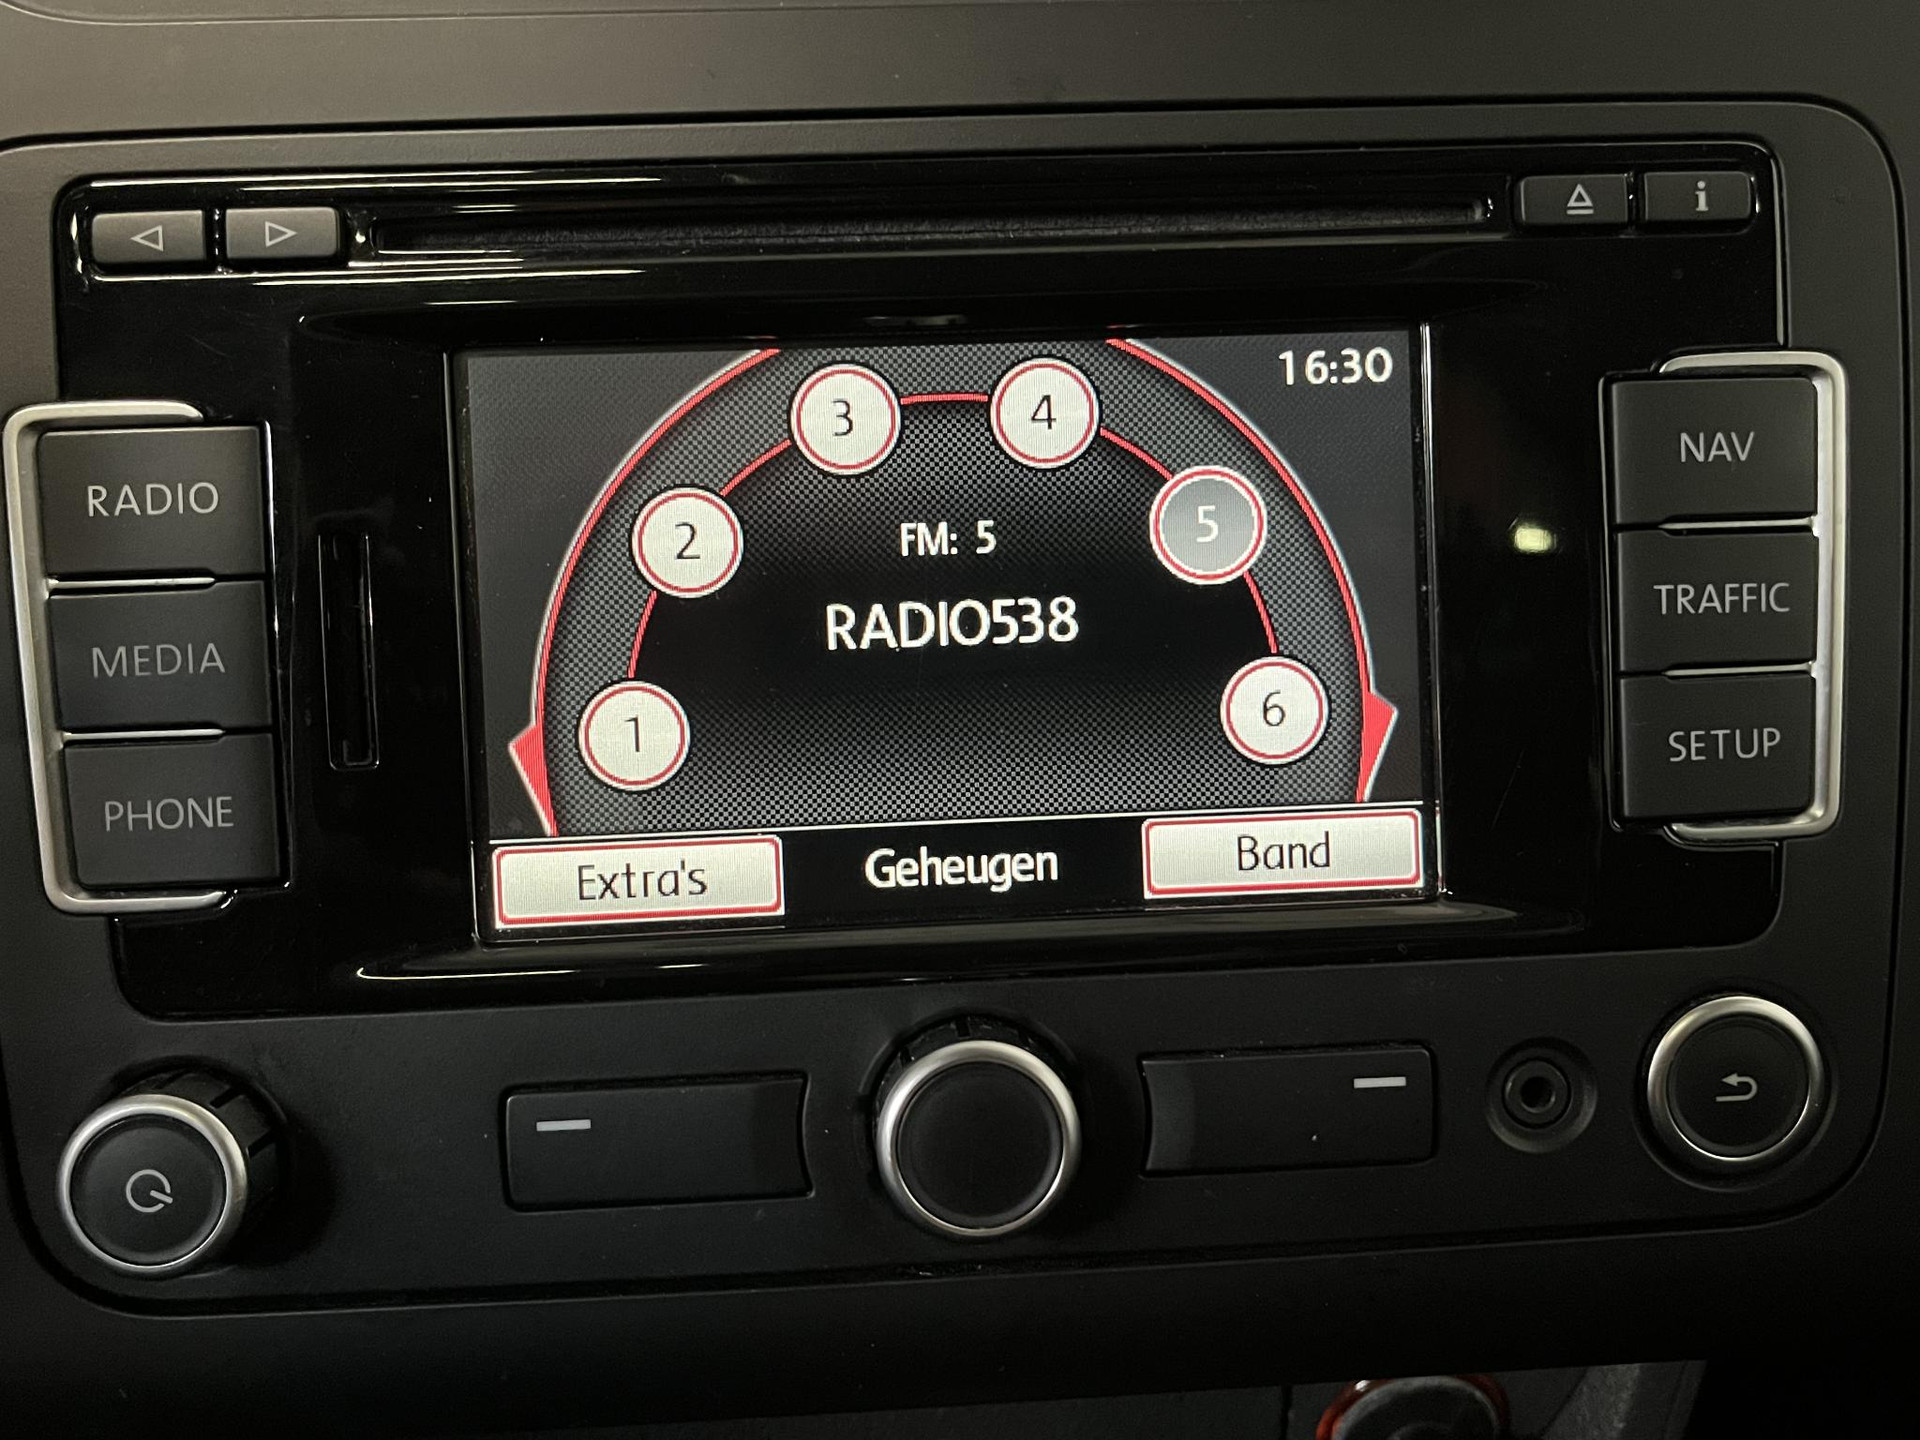 i
16:30
3
4
RADIO
NAV
2
FM: 5
5
RADIO538
TRAFFIC
MEDIA
1
6
SETUP
PHONE
Extra's
Geheugen
Band